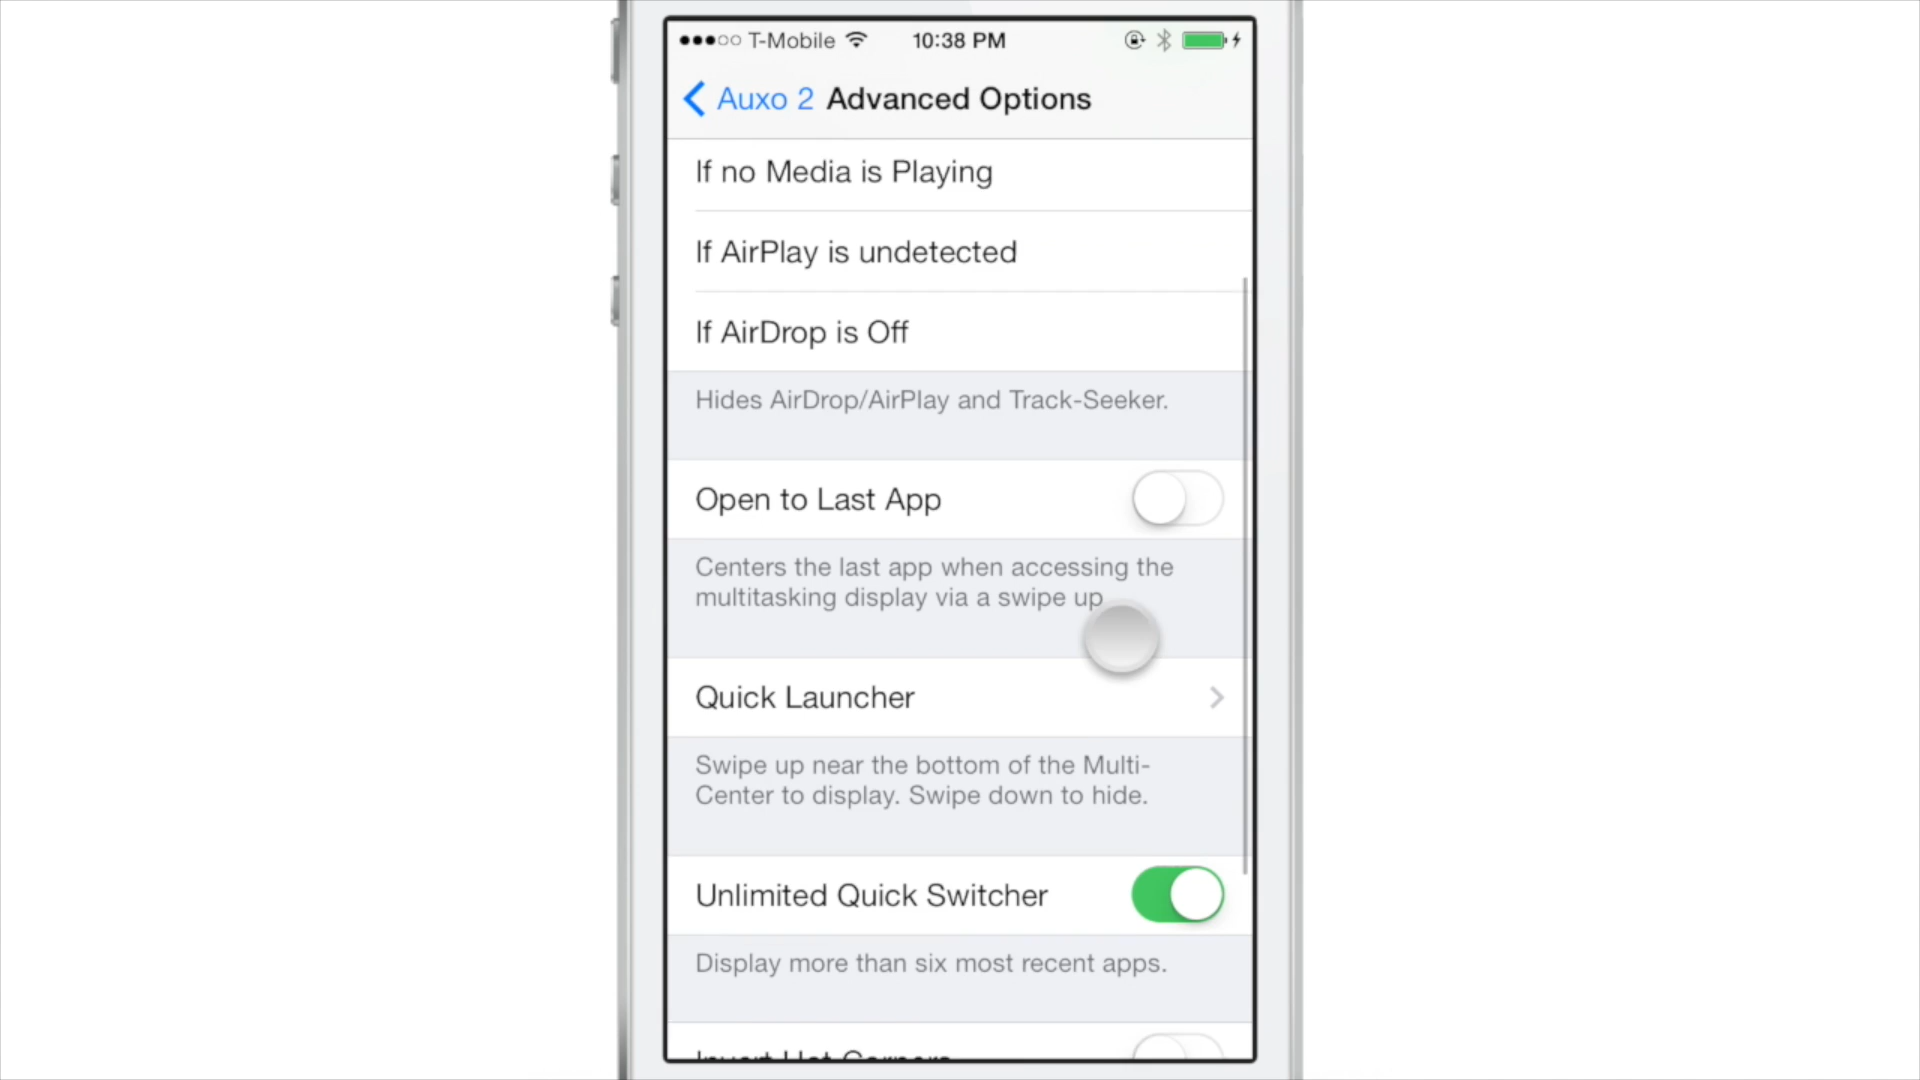 T-Mobile 10:38 PM
Auxo 2 Advanced Options
If no Media is Playing
If AirPlay is undetected
If AirDrop is Off
Hides AirDrop/AirPlay and Track-Seeker.
Open to Last App
Centers the last app when accessing the
multitasking display via a swipe up
Quick Launcher
Swipe up near the bottom of the Multi-
Center to display. Swipe down to hide.
Unlimited Quick Switcher
Display more than six most recent apps.
Invert Hot Corners